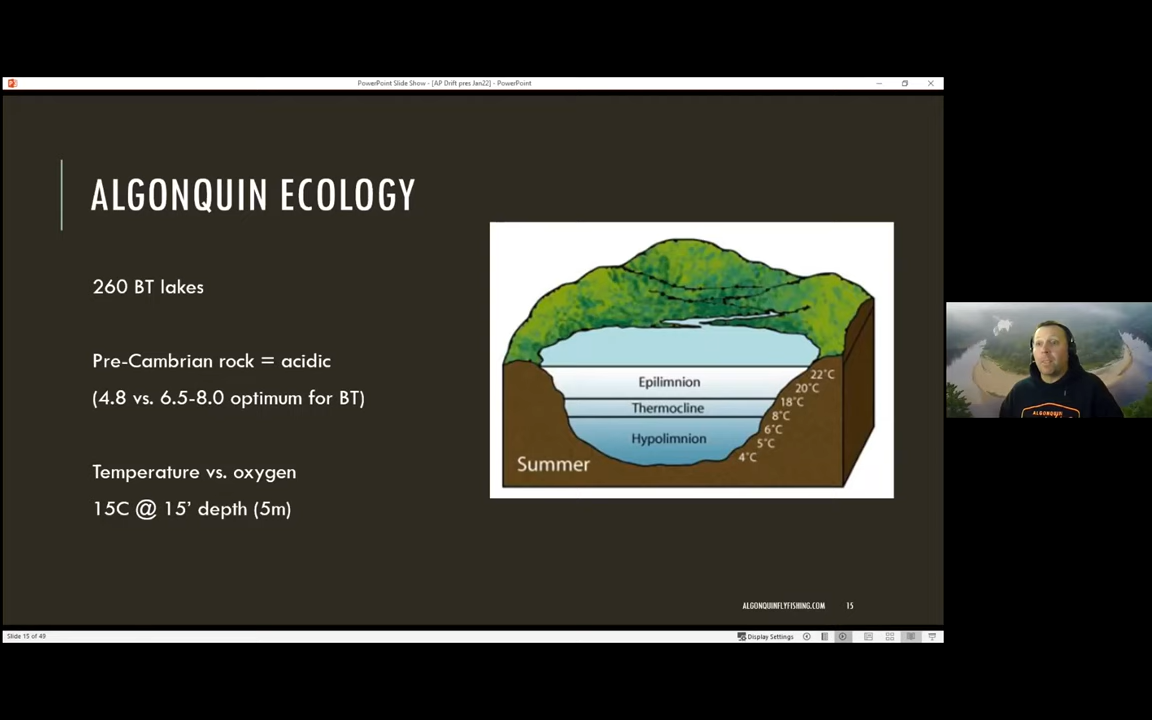 PowerPoint Slide Show - [AP Drift pres Jan22] - PowerPoint
ALGONQUIN ECOLOGY
260 BT lakes
Pre-Cambrian rock = acidic
(4.8 vs. 6.5-8.0 optimum for BT)
Temperature vs. oxygen
15C @ 15' depth (5m)
Epilimnion
Thermocline
Hypolimnion
Summer
22˚C
20˚C
18˚C
8˚C
6˚C
5˚C
4˚C
ALGONQUINFLYFISHING.COM 15
ALGONQUIN
Slide 15 of 49
Display Settings